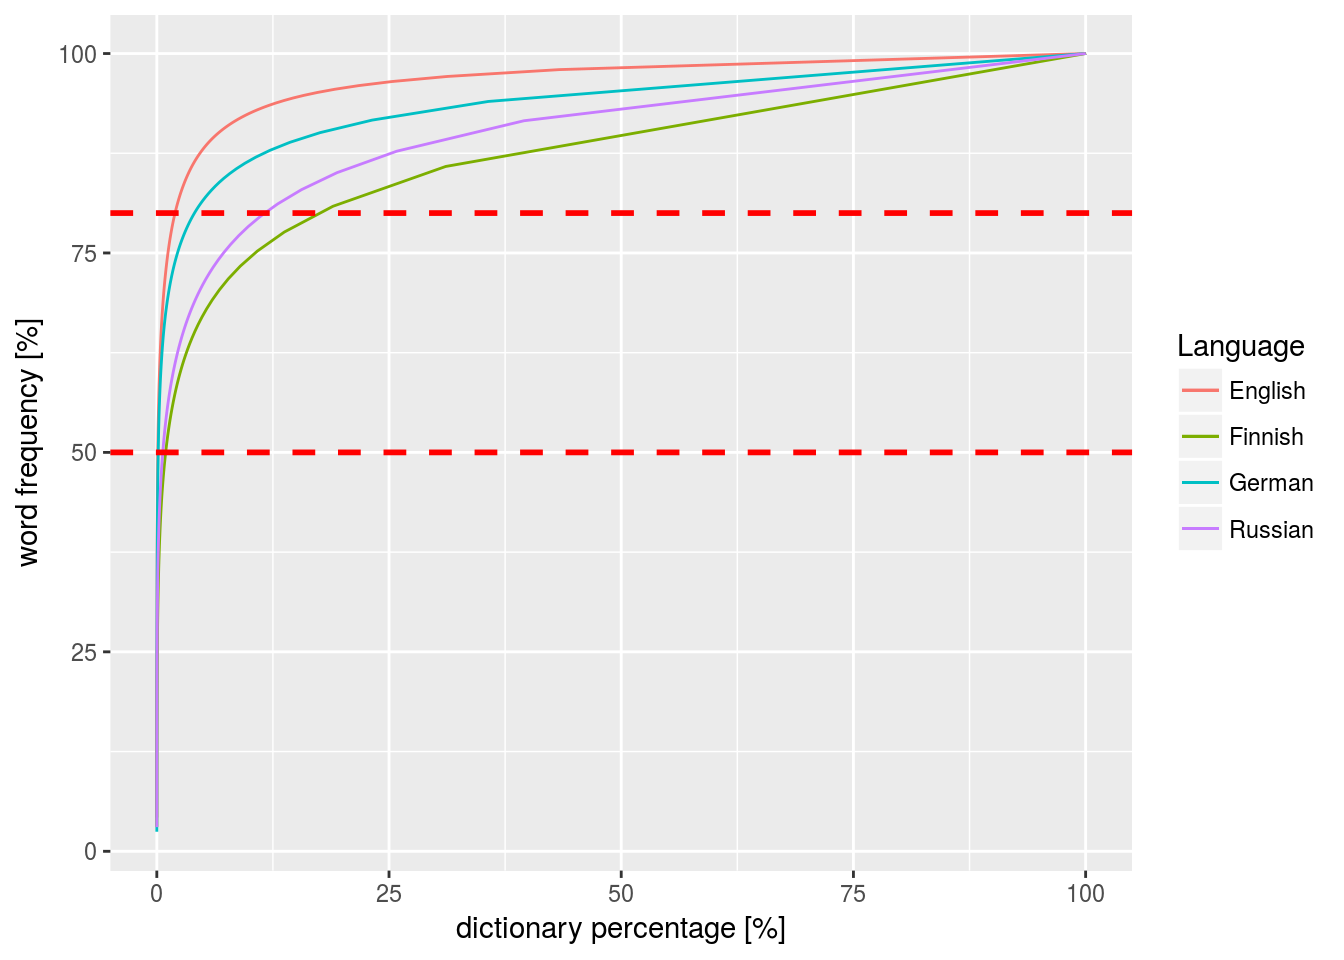 100
75
50
25
0
word frequency [%]
0 25 50 75 100
dictionary percentage [%]
Language
English
Finnish
German
Russian